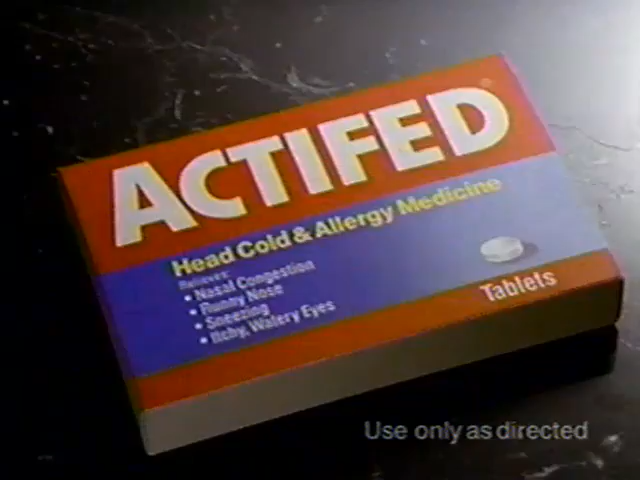 ACTIFED
Head Cold & Allergy Medicine
Relieves:
• Nasal Congestion
• Runny Nose
• Sneezing
• Itchy, Watery Eyes
Tablets
Use only as directed